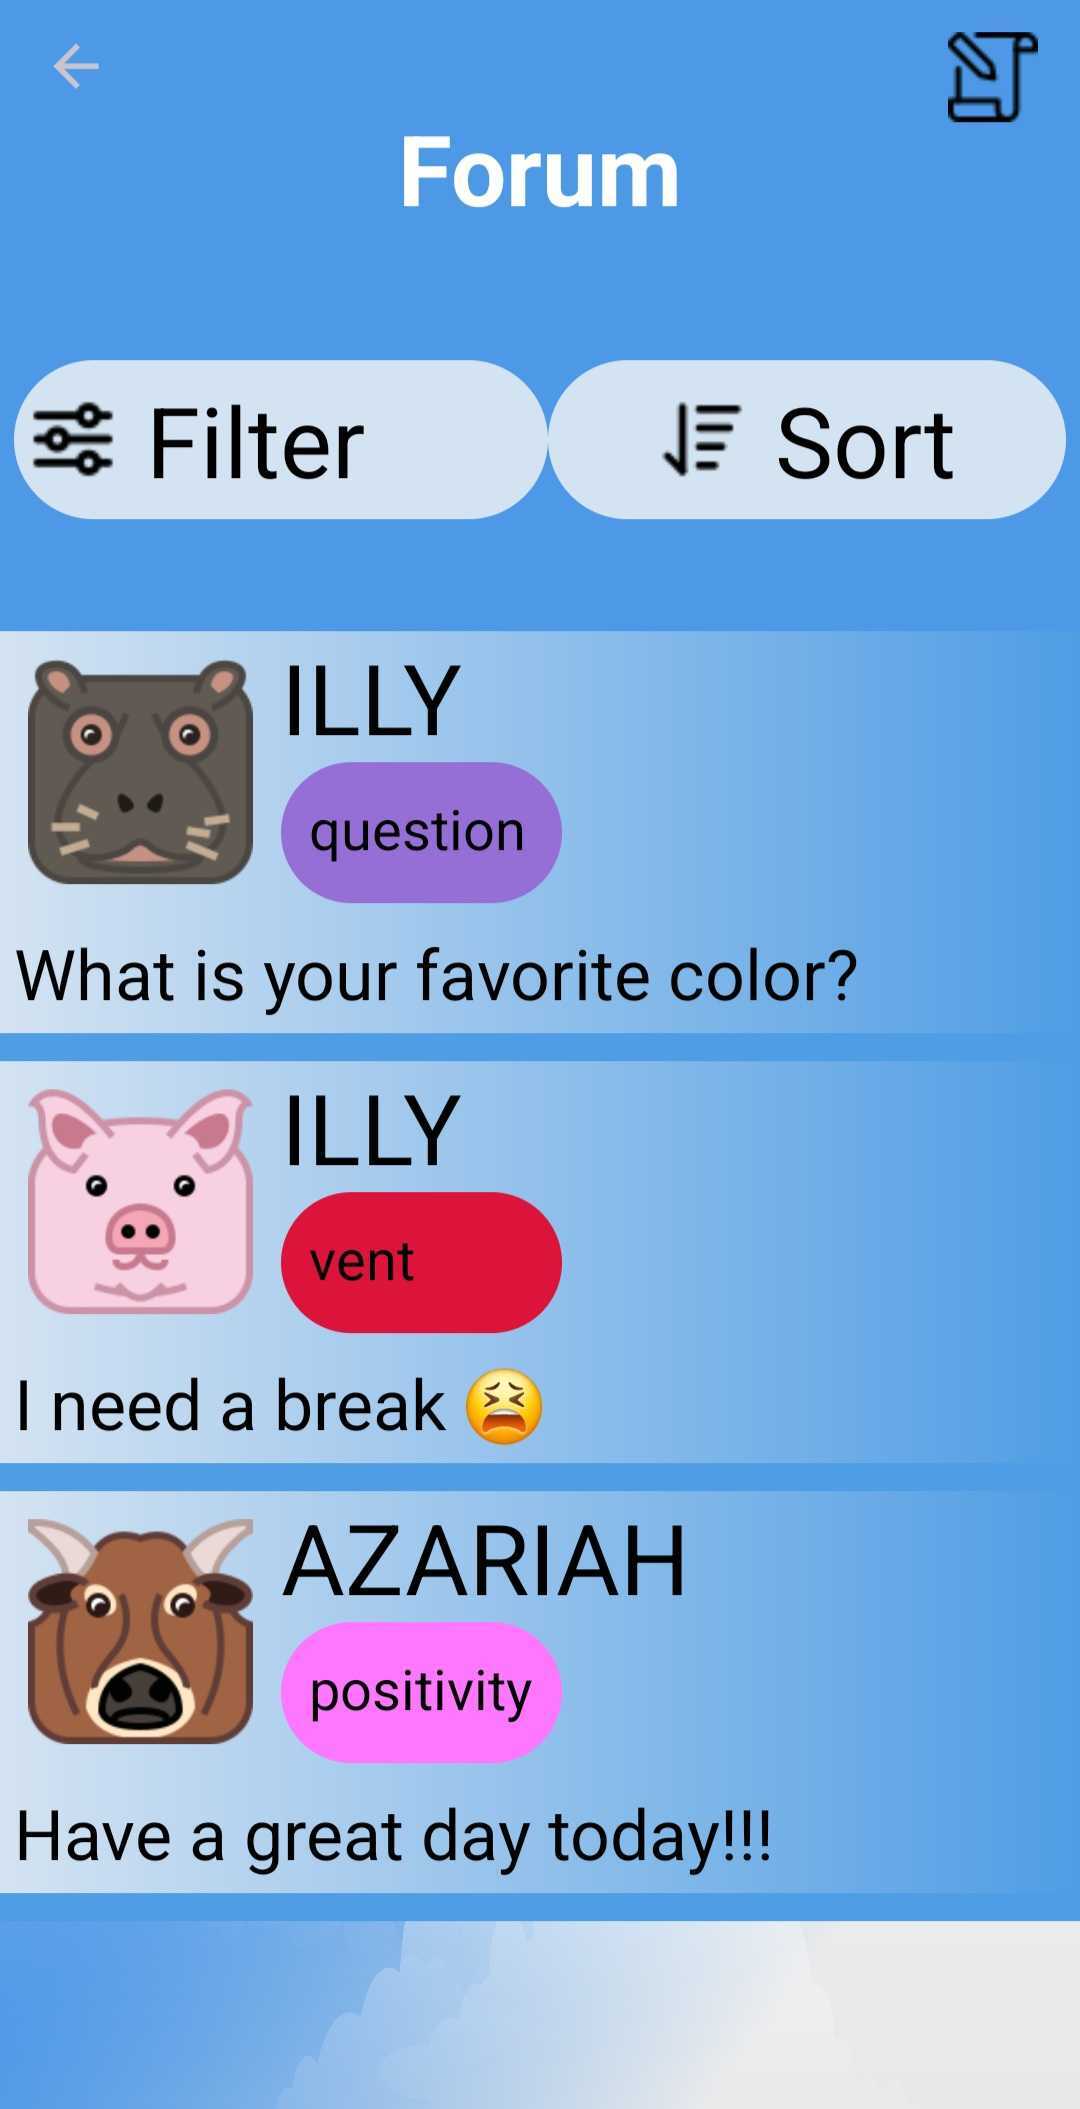 Forum
Filter
Sort
ILLY
question
What is your favorite color?
ILLY
vent
I need a break 😫
AZARIAH
positivity
Have a great day today!!!